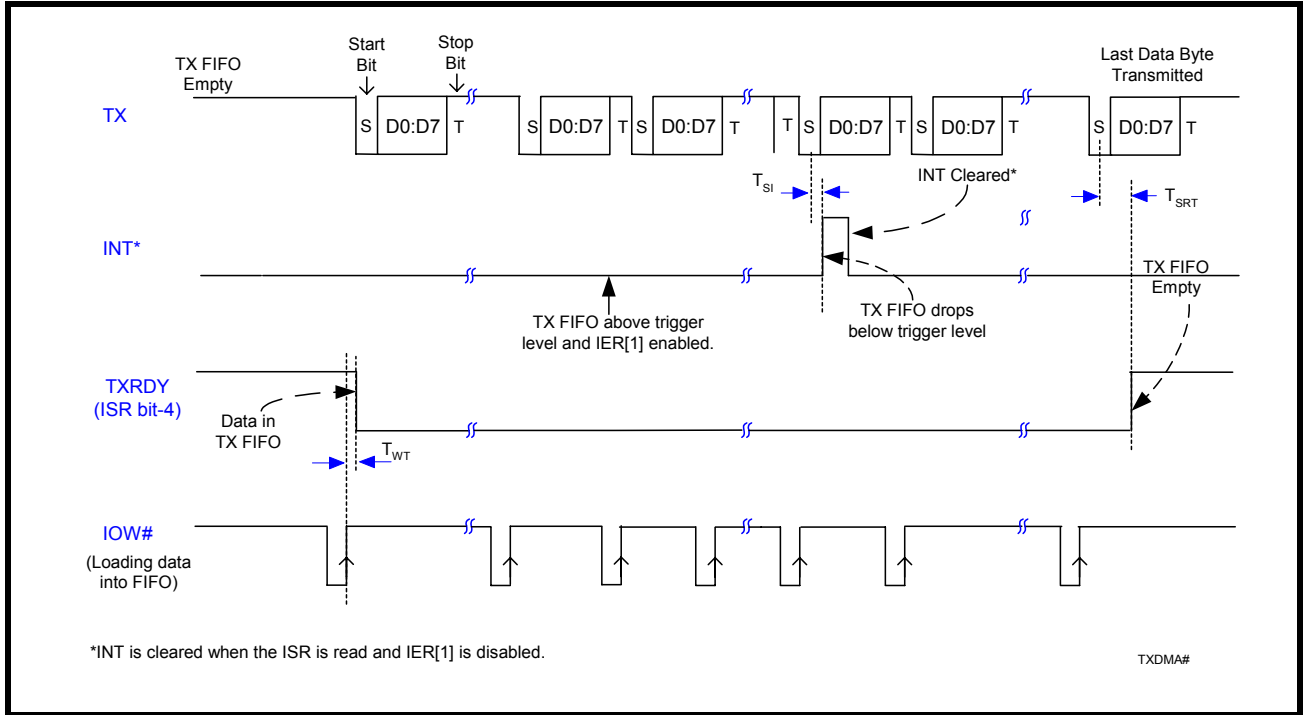 Start
Bit
Stop
Bit
TX FIFO
Empty
Last Data Byte
Transmitted
TX
S D0:D7 T S D0:D7 T S D0:D7 T T S D0:D7 T S D0:D7 T S D0:D7 T
TSI
INT Cleared*
TSRT
INT*
TX FIFO above trigger
level and IER[1] enabled.
TX FIFO drops
below trigger level
TX FIFO
Empty
TXRDY
(ISR bit-4)
Data in
TX FIFO
TWT
IOW#
(Loading data
into FIFO)
*INT is cleared when the ISR is read and IER[1] is disabled.
TXDMA#